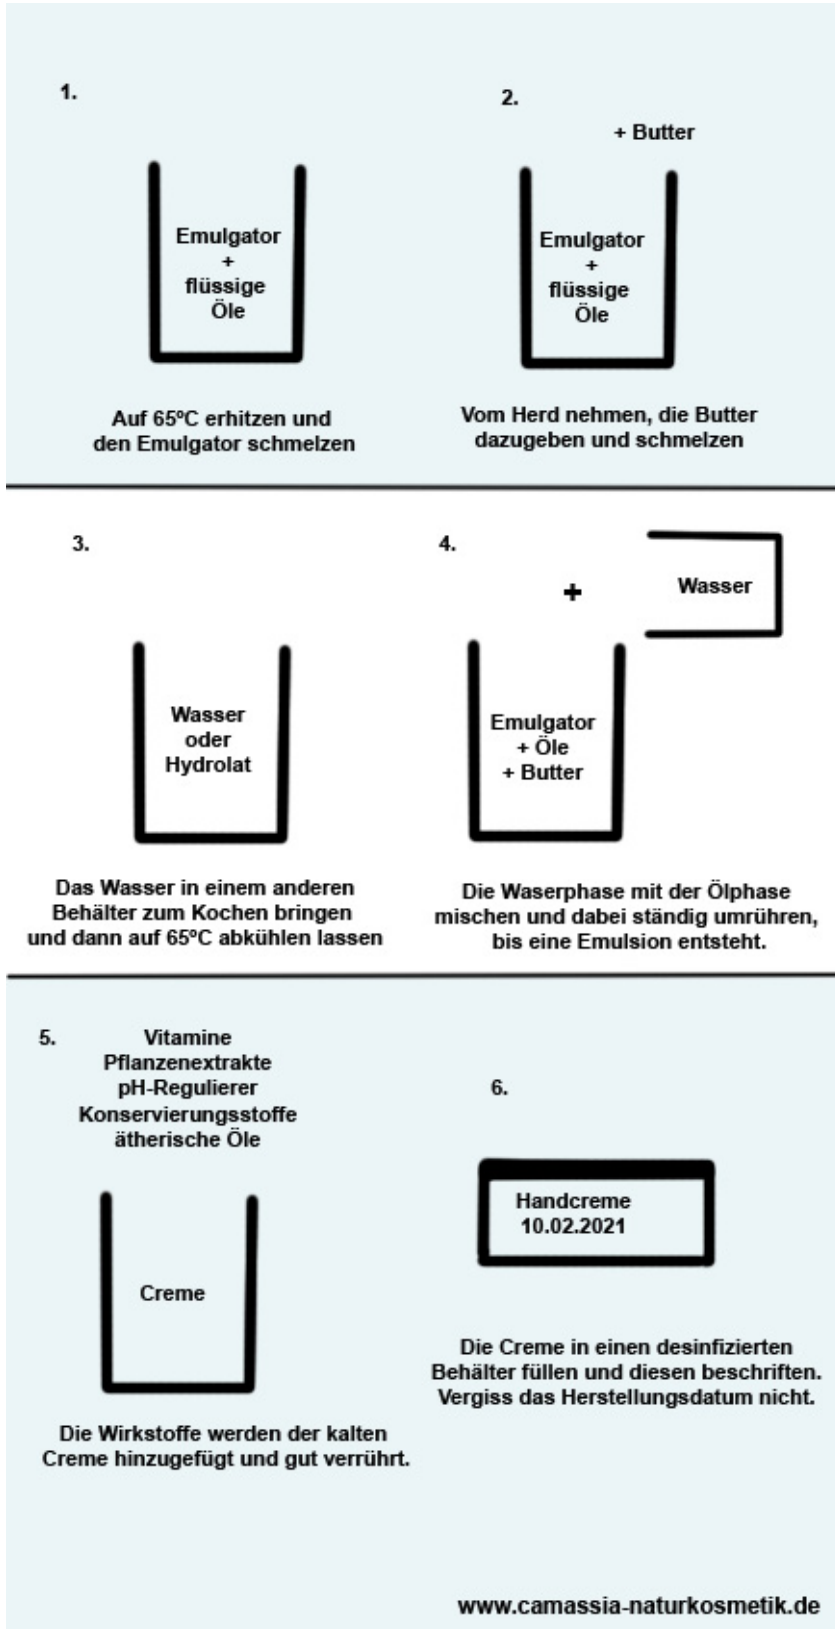 1.
Emulgator
+
flüssige
Öle
Auf 65ºC erhitzen und
den Emulgator schmelzen
2.
+ Butter
Emulgator
+
flüssige
Öle
Vom Herd nehmen, die Butter
dazugeben und schmelzen
3.
Wasser
oder
Hydrolat
Das Wasser in einem anderen
Behälter zum Kochen bringen
und dann auf 65ºC abkühlen lassen
4.
+
Wasser
Emulgator
+ Öle
+ Butter
Die Waserphase mit der Ölphase
mischen und dabei ständig umrühren,
bis eine Emulsion entsteht.
5.
Vitamine
Pflanzenextrakte
pH-Regulierer
Konservierungsstoffe
ätherische Öle
Creme
Die Wirkstoffe werden der kalten
Creme hinzugefügt und gut verrührt.
6.
Handcreme
10.02.2021
Die Creme in einen desinfizierten
Behälter füllen und diesen beschriften.
Vergiss das Herstellungsdatum nicht.
www.camassia-naturkosmetik.de